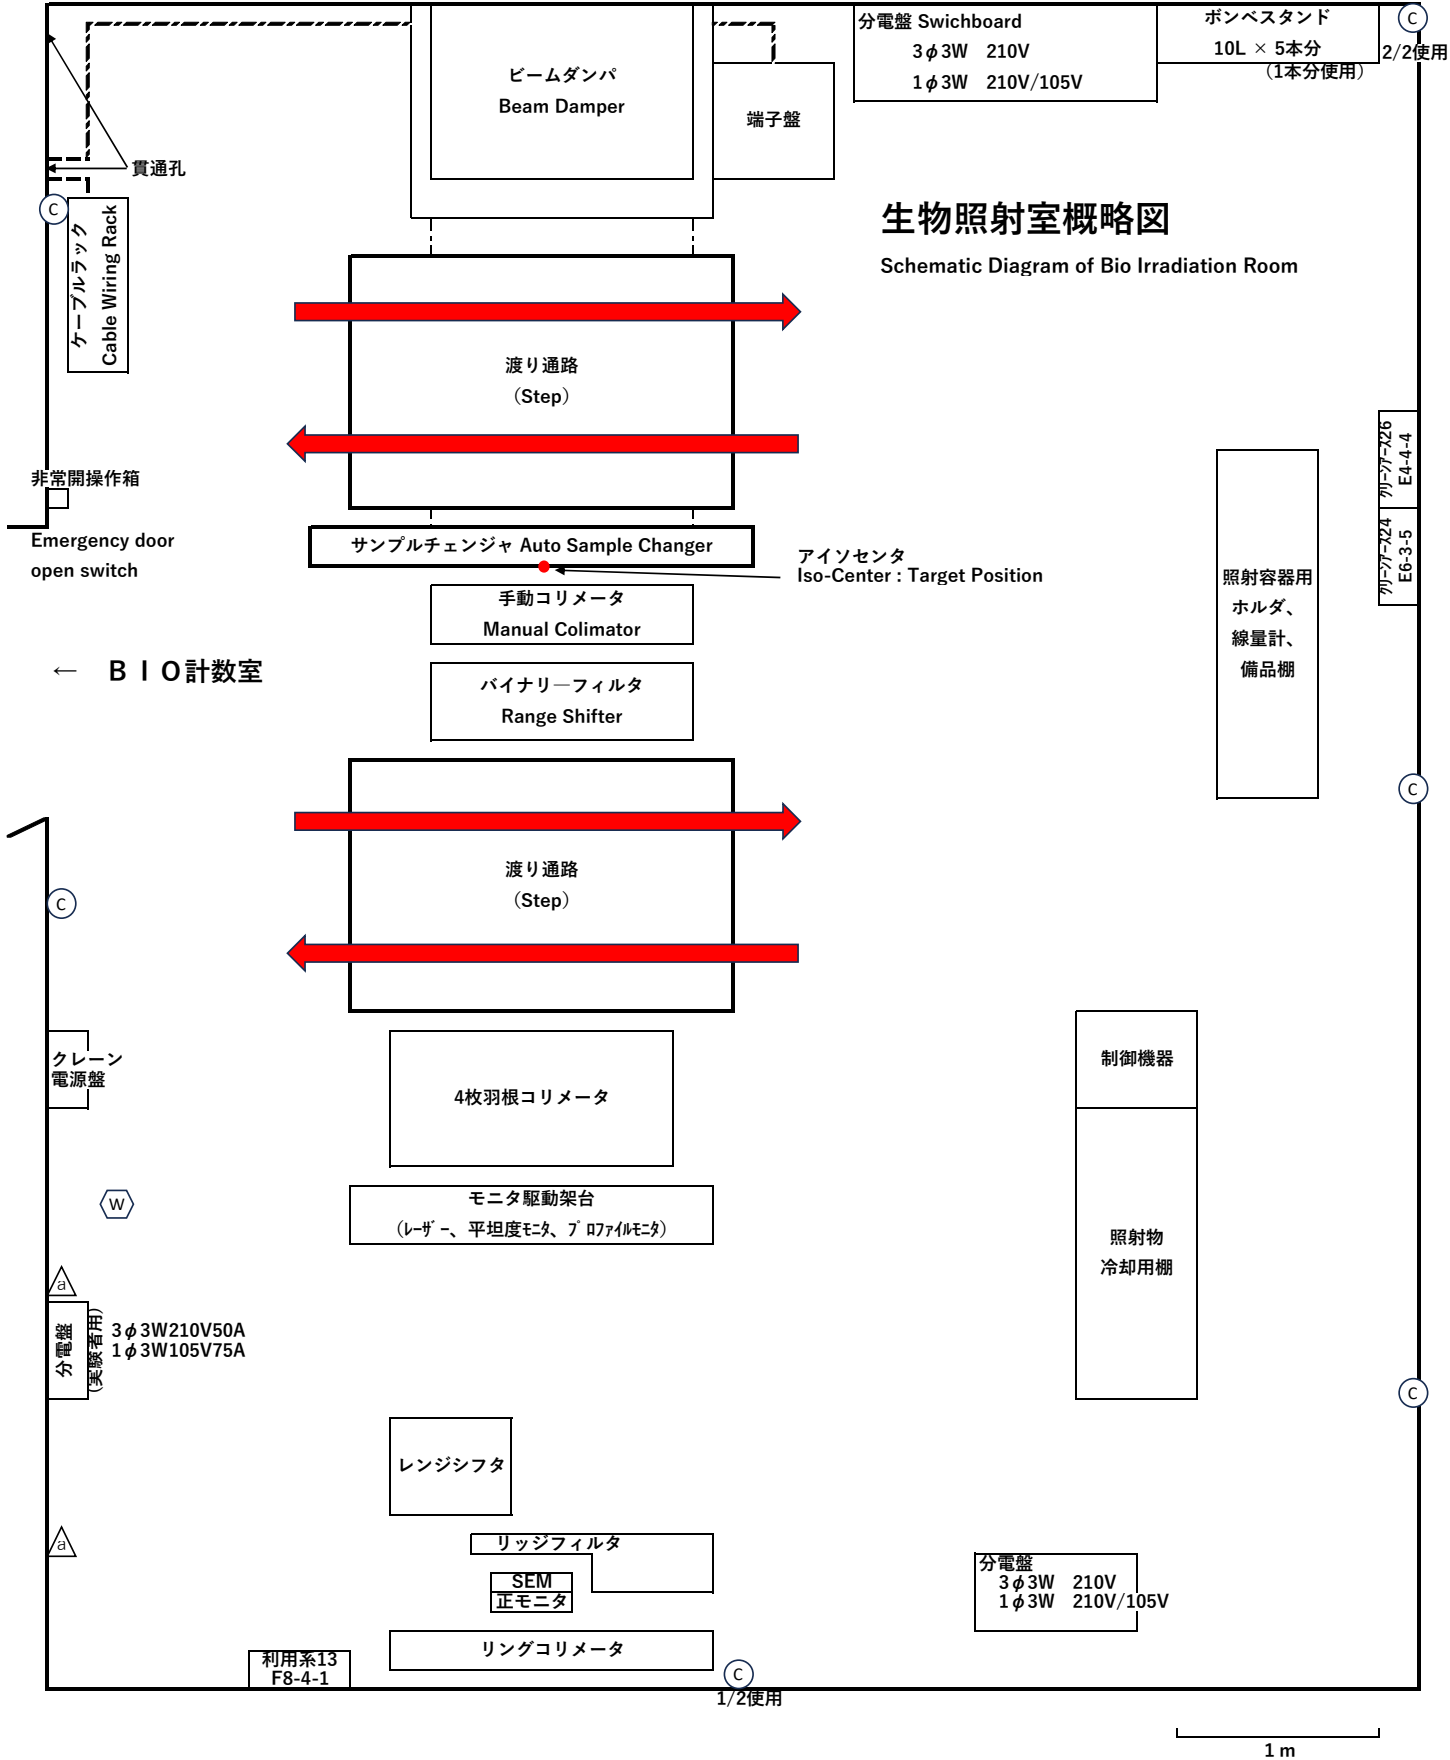 分電盤 Swichboard
3φ3W 210V
1φ3W 210V/105V
ボンベスタンド
10L × 5本分
（1本分使用）
C
2/2使用
ビームダンパ
Beam Damper
端子盤
貫通孔
C
ケーブルラック
Cable Wiring Rack
生物照射室概略図
Schematic Diagram of Bio Irradiation Room
渡り通路
（Step）
非常開操作箱
Emergency door
open switch
サンプルチェンジャ Auto Sample Changer
アイソセンタ
Iso-Center : Target Position
手動コリメータ
Manual Colimator
バイナリ―フィルタ
Range Shifter
← ＢＩＯ計数室
ｸﾘｰﾝｱｰｽ26
E4-4-4
ｸﾘｰﾝｱｰｽ24
E6-3-5
照射容器用
ホルダ、
線量計、
備品棚
C
渡り通路
（Step）
C
クレーン
電源盤
4枚羽根コリメータ
制御機器
W
モニタ駆動架台
（ﾚｰｻﾞｰ、平坦度ﾓﾆﾀ、ﾌﾟﾛﾌｧｲﾙﾓﾆﾀ）
照射物
冷却用棚
a
分電盤
(実験者用)
3φ3W210V50A
1φ3W105V75A
C
レンジシフタ
a
リッジフィルタ
SEM
正モニタ
分電盤
3φ3W 210V
1φ3W 210V/105V
リングコリメータ
利用系13
F8-4-1
C
1/2使用
1 m